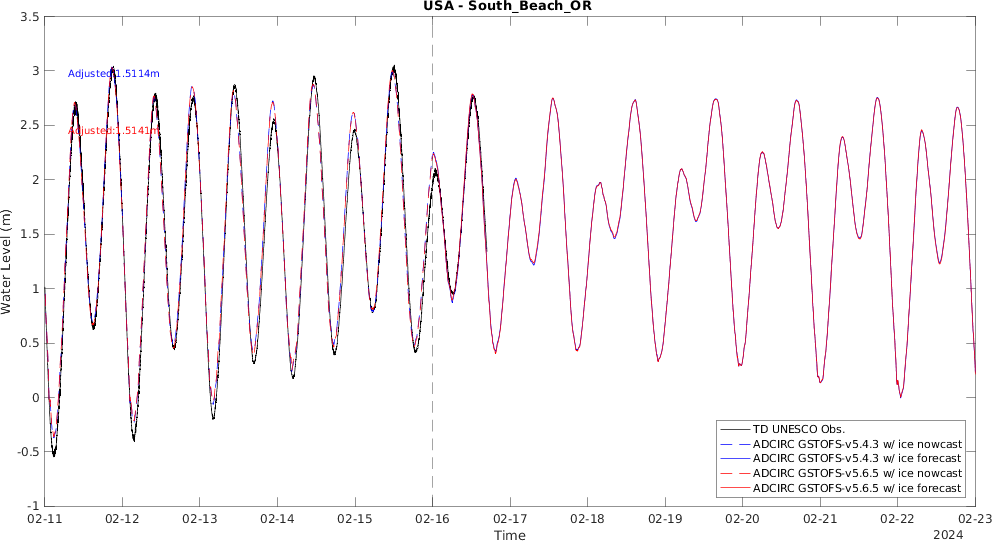 USA - South_Beach_OR
3.5
3
2.5
2
1.5
1
0.5
0
-0.5
-1
Water Level (m)
Adjusted:1.5114m
Adjusted:1.5141m
TD UNESCO Obs.
ADCIRC GSTOFS-v5.4.3 w/ ice nowcast
ADCIRC GSTOFS-v5.4.3 w/ ice forecast
ADCIRC GSTOFS-v5.6.5 w/ ice nowcast
ADCIRC GSTOFS-v5.6.5 w/ ice forecast
02-11 02-12 02-13 02-14 02-15 02-16 02-17 02-18 02-19 02-20 02-21 02-22 02-23
Time
2024